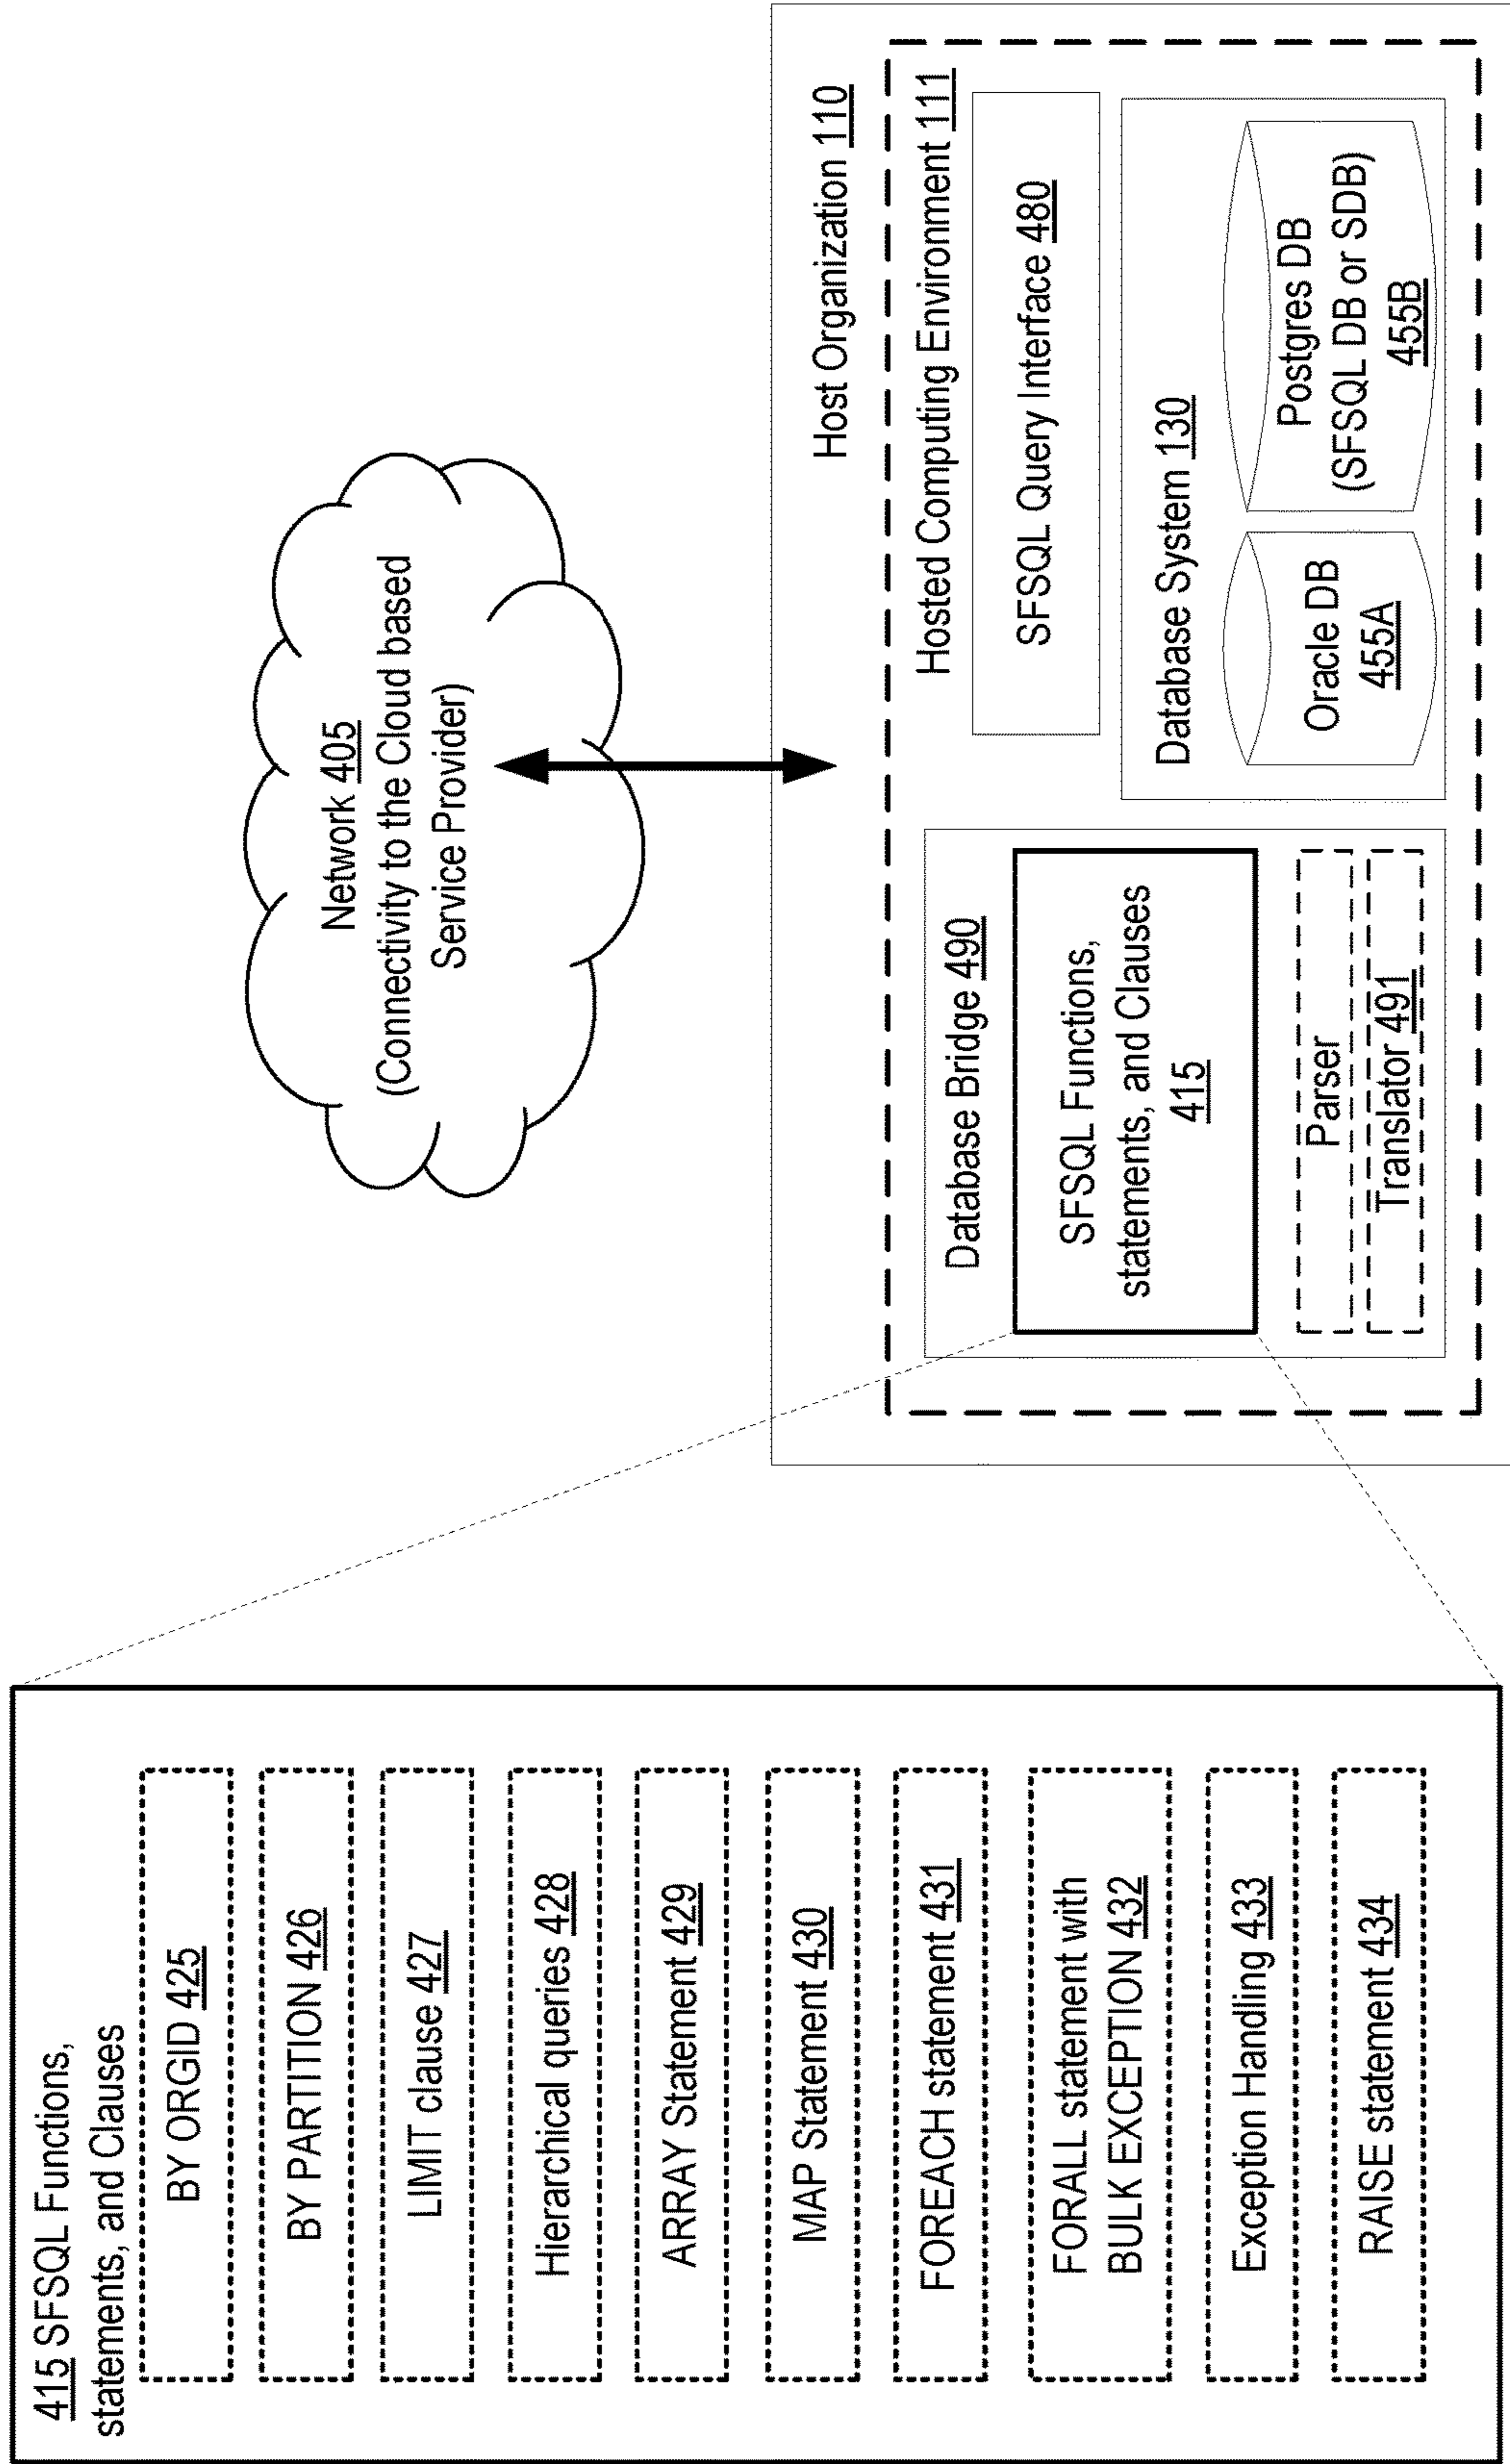 415 SFSQL Functions,
statements, and Clauses
BY ORGID 425
BY PARTITION 426
LIMIT clause 427
Hierarchical queries 428
ARRAY Statement 429
MAP Statement 430
FOREACH statement 431
FORALL statement with
BULK EXCEPTION 432
Exception Handling 433
RAISE statement 434
Network 405
(Connectivity to the Cloud based
Service Provider)
Host Organization 110
Hosted Computing Environment 111
Database Bridge 490
SFSQL Functions,
statements, and Clauses
415
Parser
Translator 491
SFSQL Query Interface 480
Database System 130
Oracle DB
455A
Postgres DB
(SFSQL DB or SDB)
455B